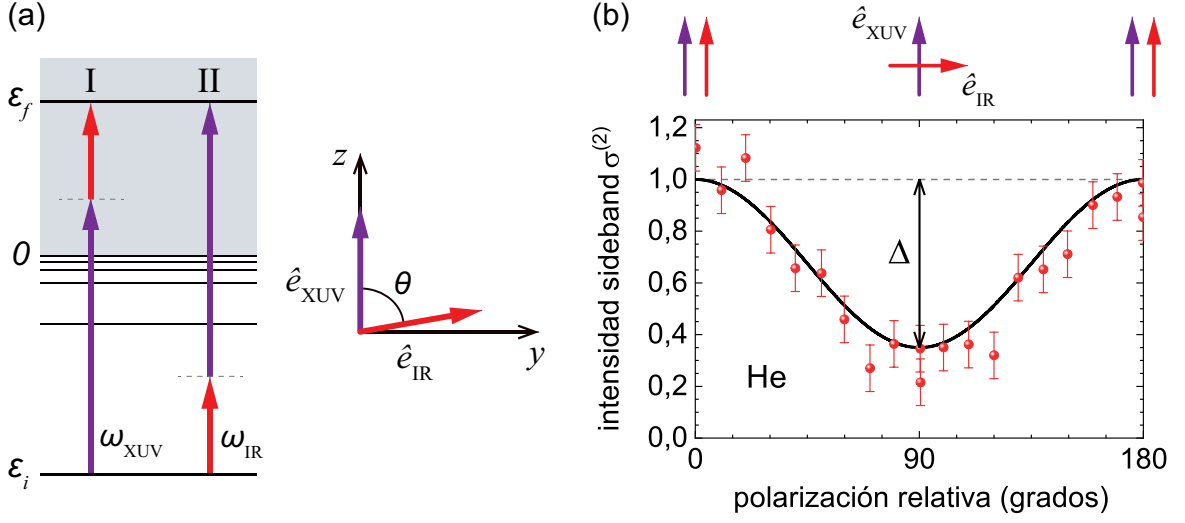 (a)
I II
ε_f
0
ε_i
ω_XUV
ω_IR
z
ê_XUV
θ
ê_IR
y
(b)
ê_XUV
ê_IR
intensidad sideband σ^(2)
1,2
1.0
0,8
0,6
0,4
0,2
0,0
Δ
He
0 90 180
polarización relativa (grados)